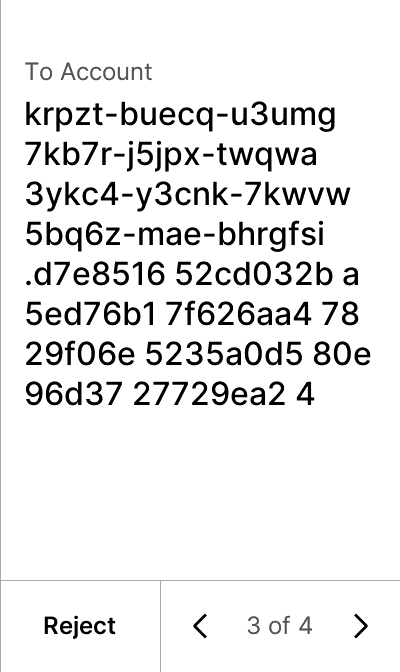 To Account
krpzt-buecq-u3umg
7kb7r-j5jpx-twqwa
3ykc4-y3cnk-7kwvw
5bq6z-mae-bhrgfsi
.d7e8516 52cd032b a
5ed76b1 7f626aa4 78
29f06e 5235a0d5 80e
96d37 27729ea2 4
Reject
3 of 4